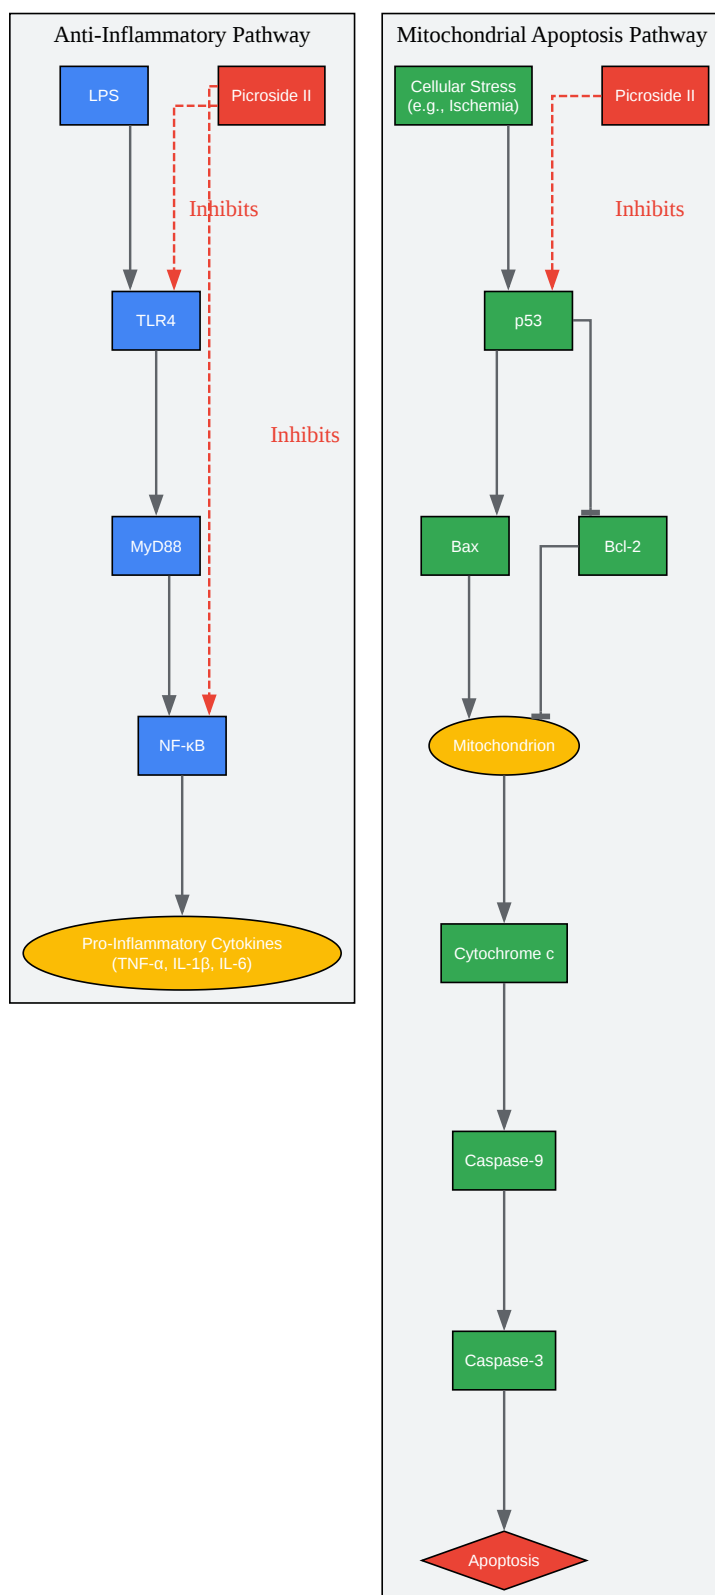 Anti-Inflammatory Pathway
LPS
Picroside II
Inhibits
TLR4
Inhibits
MyD88
NF-κB
Pro-Inflammatory Cytokines
(TNF-α, IL-1β, IL-6)
Mitochondrial Apoptosis Pathway
Cellular Stress
(e.g., Ischemia)
Picroside II
Inhibits
p53
Bax
Bcl-2
Mitochondrion
Cytochrome c
Caspase-9
Caspase-3
Apoptosis